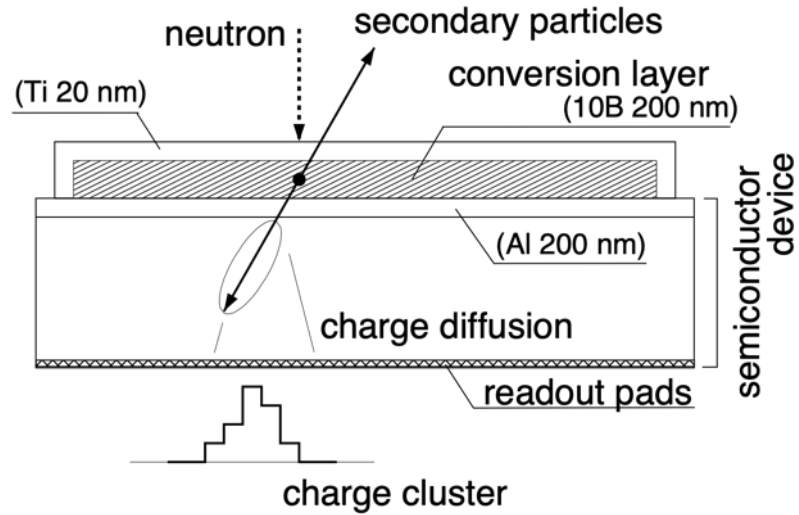 neutron
secondary particles
conversion layer
(Ti 20 nm)
(10B 200 nm)
(Al 200 nm)
semiconductor
device
charge diffusion
readout pads
charge cluster